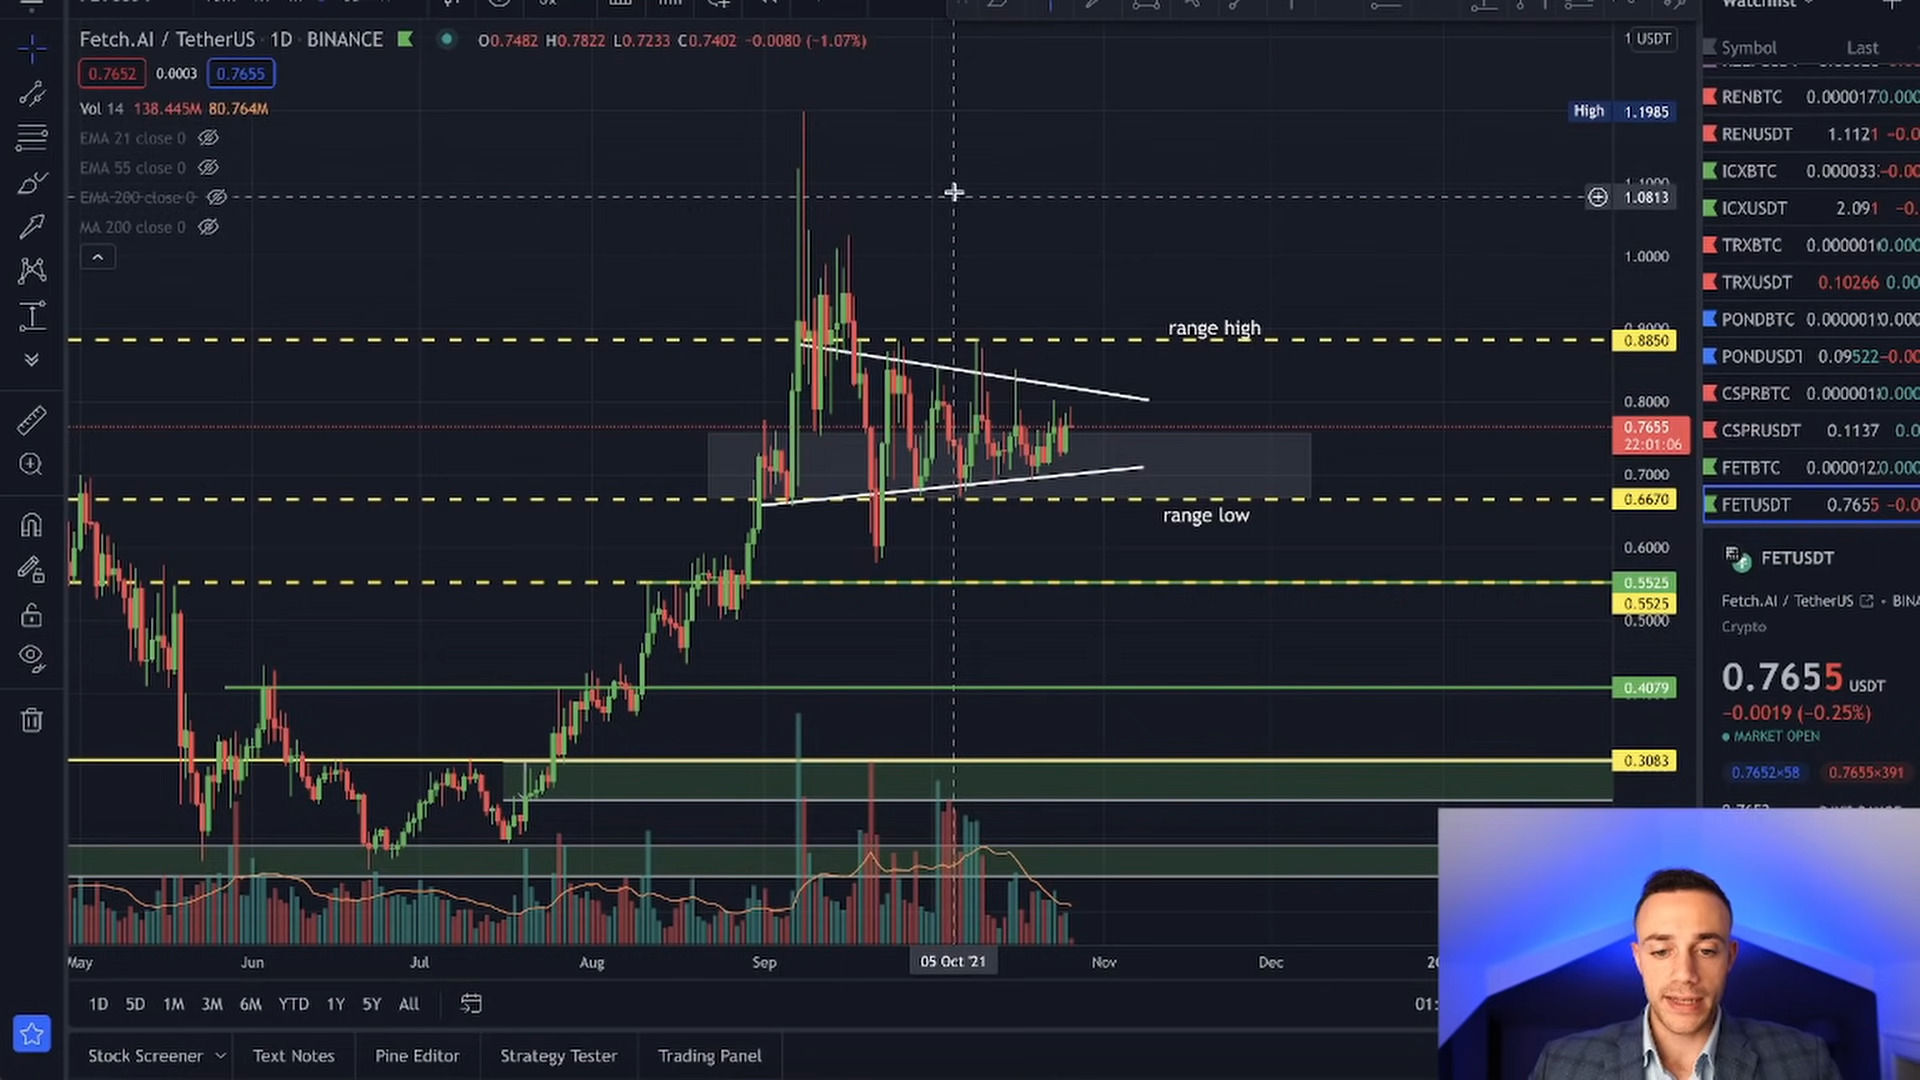 Fetch.AI / TetherUS · 1D · BINANCE
O0.7482 H0.7822 L0.7233 C0.7402 −0.0080 (−1.07%)
0.7652 0.0003 0.7655
Vol 14 138.445M 80.764M
EMA 21 close 0
EMA 55 close 0
EMA 200 close 0
MA 200 close 0
USDT
High 1.1985
1.0813
1.0000
range high
0.8850
0.8000
0.7655
22:01:06
0.7000
0.6670
range low
0.6000
0.5525
0.5525
0.5000
0.4079
0.3083
May Jun Jul Aug Sep 05 Oct '21 Nov Dec
1D 5D 1M 3M 6M YTD 1Y 5Y All
Stock Screener Text Notes Pine Editor Strategy Tester Trading Panel
Watchlist
Symbol Last
RENBTC
RENUSDT 1.1121
ICXBTC
ICXUSDT 2.091
TRXBTC
TRXUSDT 0.10266
PONDBTC
PONDUSDT 0.09522
CSPRBTC
CSPRUSDT 0.1137
FETBTC
FETUSDT 0.7655
FETUSDT
Fetch.AI / TetherUS
Crypto
0.7655 USDT
−0.0019 (−0.25%)
MARKET OPEN
0.7652×58 0.7655×391